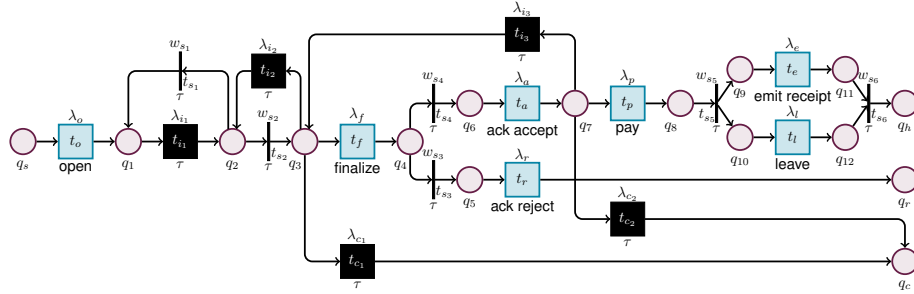 λ_{i_3}
t_{i_3}
τ
w_{s_1}
t_{s_1}
τ
λ_{i_2}
t_{i_2}
τ
λ_o
t_o
open
q_s
q_1
λ_{i_1}
t_{i_1}
τ
q_2
w_{s_2}
t_{s_2}
τ
q_3
λ_f
t_f
finalize
q_4
w_{s_4}
t_{s_4}
τ
q_6
λ_a
t_a
ack accept
q_7
λ_p
t_p
pay
q_8
w_{s_5}
t_{s_5}
τ
q_9
λ_e
t_e
emit receipt
q_{11}
q_{10}
λ_l
t_l
leave
q_{12}
w_{s_6}
t_{s_6}
τ
q_h
w_{s_3}
t_{s_3}
τ
q_5
λ_r
t_r
ack reject
q_r
λ_{c_2}
t_{c_2}
τ
λ_{c_1}
t_{c_1}
τ
q_c